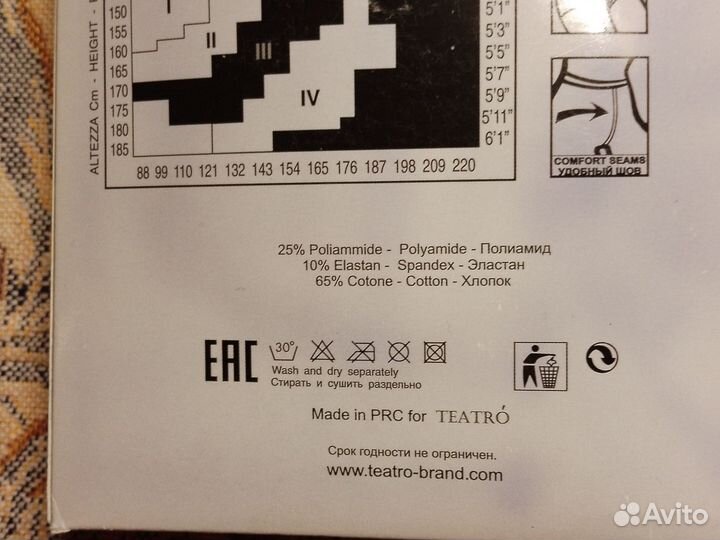 ALTEZZA Cm - HEIGHT -
150
155
160
165
170
175
180
185
I
II
III
IV
5'1"
5'3"
5'5"
5'7"
5'9"
5'11"
6'1"
88 99 110 121 132 143 154 165 176 187 198 209 220
COMFORT SEAMS
УДОБНЫЙ ШОВ
25% Poliammide - Polyamide - Полиамид
10% Elastan - Spandex - Эластан
65% Cotone - Cotton - Хлопок
EAC 30°
Wash and dry separately
Стирать и сушить раздельно
Made in PRC for TEATRÓ
Срок годности не ограничен.
www.teatro-brand.com
Avito